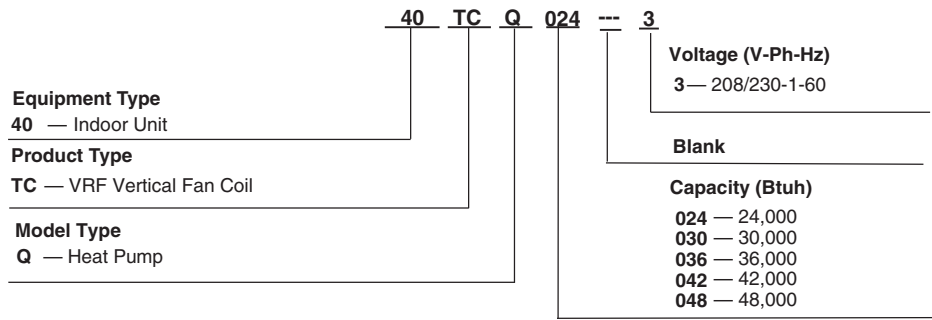 40 TC Q 024 --- 3
Voltage (V-Ph-Hz)
3 — 208/230-1-60
Equipment Type
40 — Indoor Unit
Product Type
TC — VRF Vertical Fan Coil
Model Type
Q — Heat Pump
Blank
Capacity (Btuh)
024 — 24,000
030 — 30,000
036 — 36,000
042 — 42,000
048 — 48,000